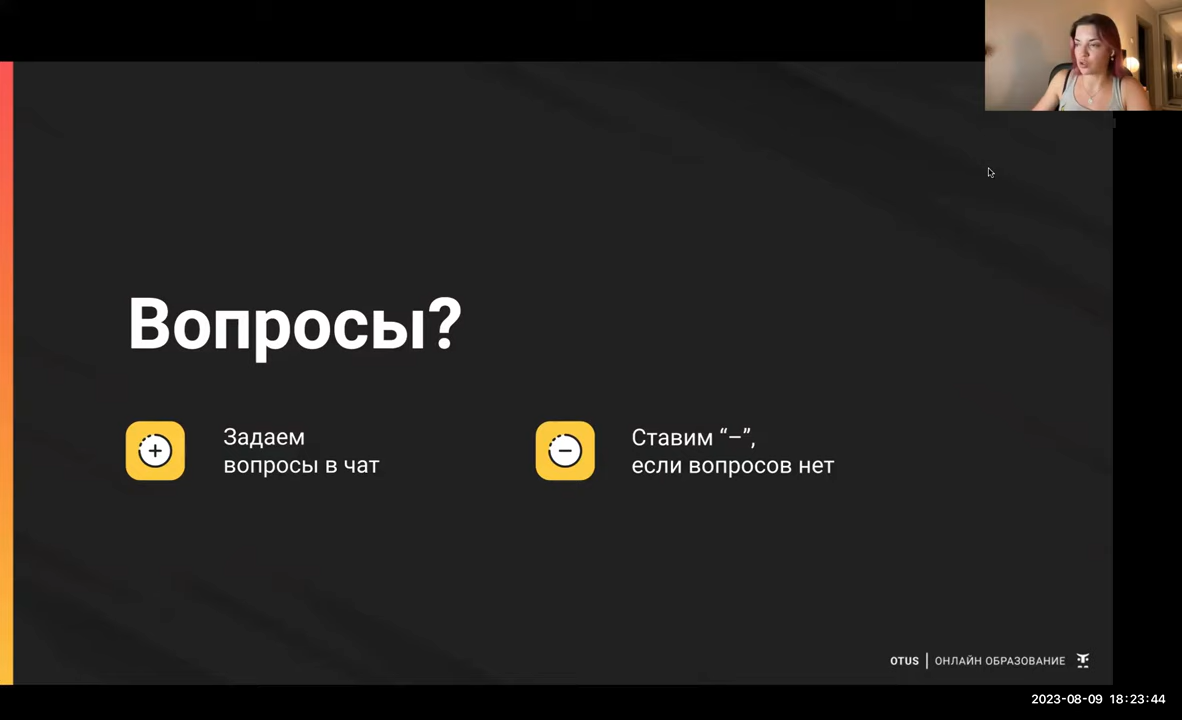 Вопросы?
Задаем
вопросы в чат
Ставим “–”,
если вопросов нет
OTUS | ОНЛАЙН ОБРАЗОВАНИЕ
2023-08-09 18:23:44